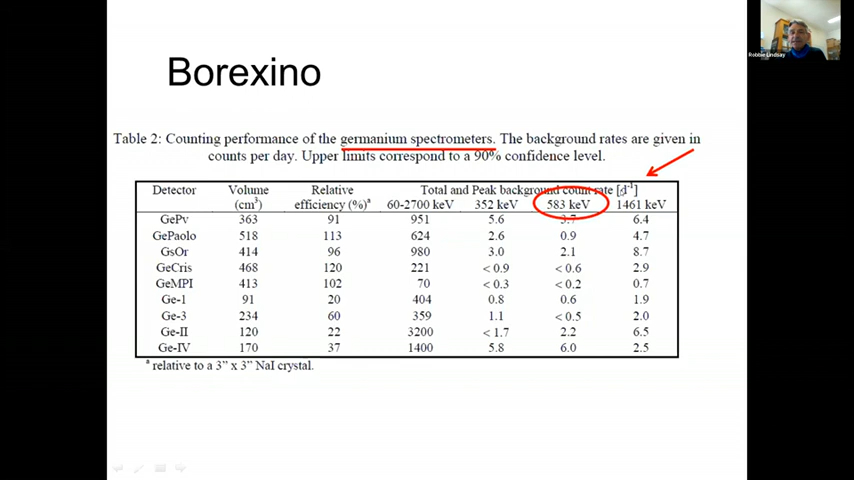 Borexino
Robbie Lindsay
Table 2: Counting performance of the germanium spectrometers. The background rates are given in
counts per day. Upper limits correspond to a 90% confidence level.
Detector Volume Relative Total and Peak background count rate [d⁻¹]
(cm³) efficiency (%)ᵃ 60-2700 keV 352 keV 583 keV 1461 keV
GePv 363 91 951 5.6 3.7 6.4
GePaolo 518 113 624 2.6 0.9 4.7
GsOr 414 96 980 3.0 2.1 8.7
GeCris 468 120 221 < 0.9 < 0.6 2.9
GeMPI 413 102 70 < 0.3 < 0.2 0.7
Ge-1 91 20 404 0.8 0.6 1.9
Ge-3 234 60 359 1.1 < 0.5 2.0
Ge-II 120 22 3200 < 1.7 2.2 6.5
Ge-IV 170 37 1400 5.8 6.0 2.5
ᵃ relative to a 3” x 3” NaI crystal.